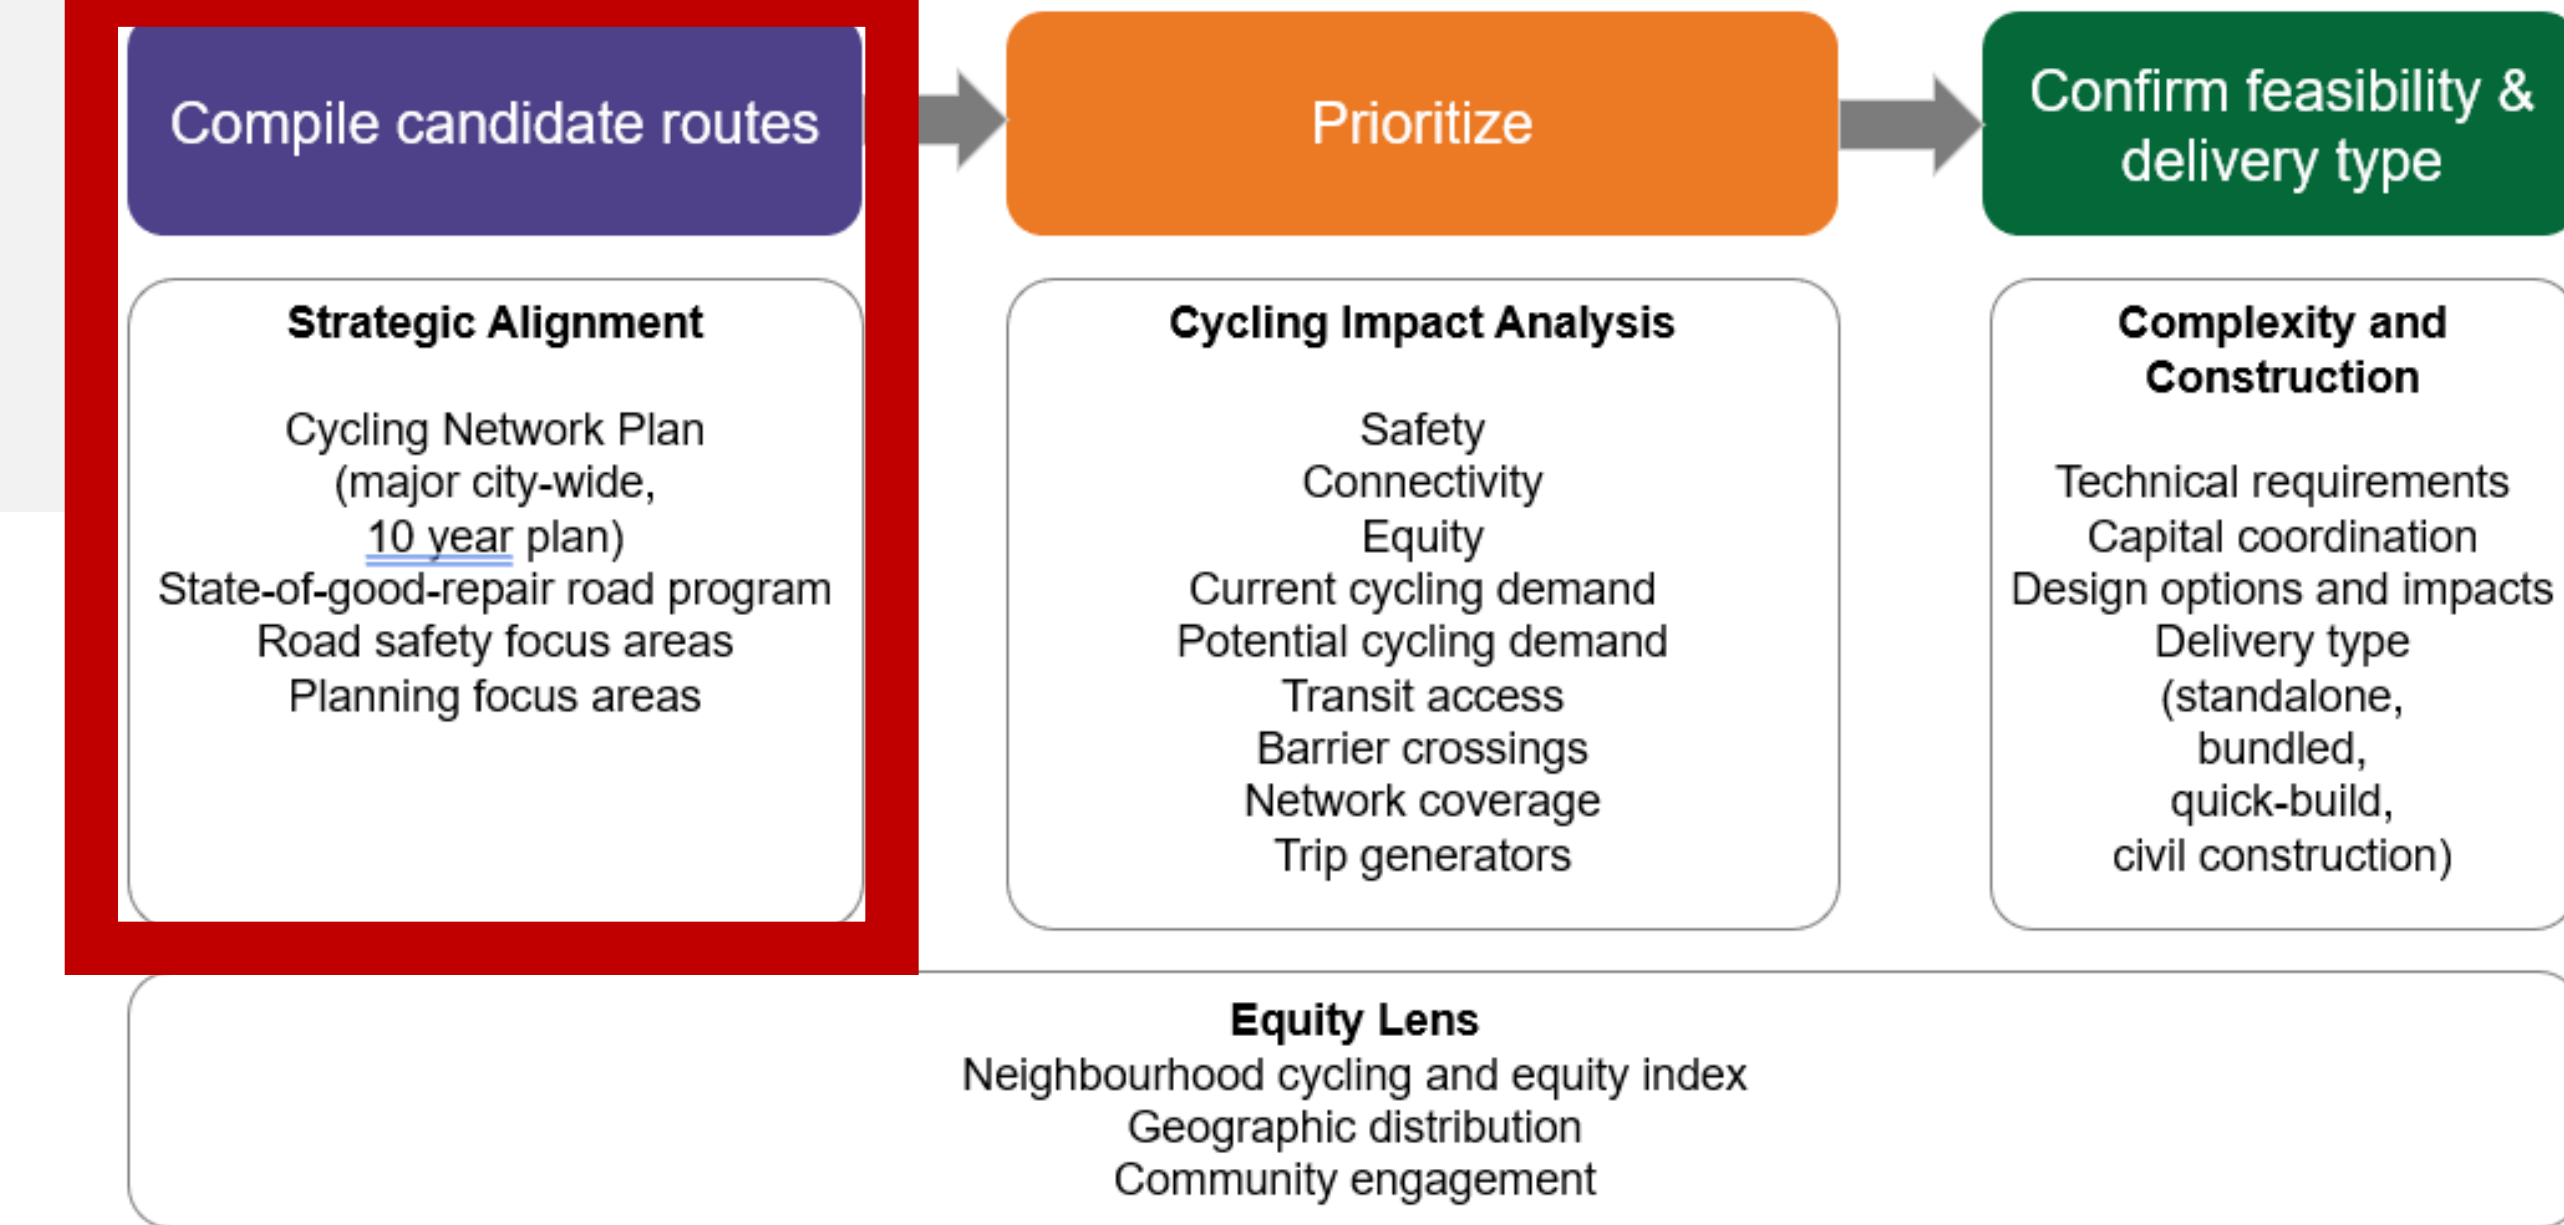 Compile candidate routes
Prioritize
Confirm feasibility &
delivery type
Strategic Alignment
Cycling Network Plan
(major city-wide,
10 year plan)
State-of-good-repair road program
Road safety focus areas
Planning focus areas
Cycling Impact Analysis
Safety
Connectivity
Equity
Current cycling demand
Potential cycling demand
Transit access
Barrier crossings
Network coverage
Trip generators
Complexity and
Construction
Technical requirements
Capital coordination
Design options and impacts
Delivery type
(standalone,
bundled,
quick-build,
civil construction)
Equity Lens
Neighbourhood cycling and equity index
Geographic distribution
Community engagement